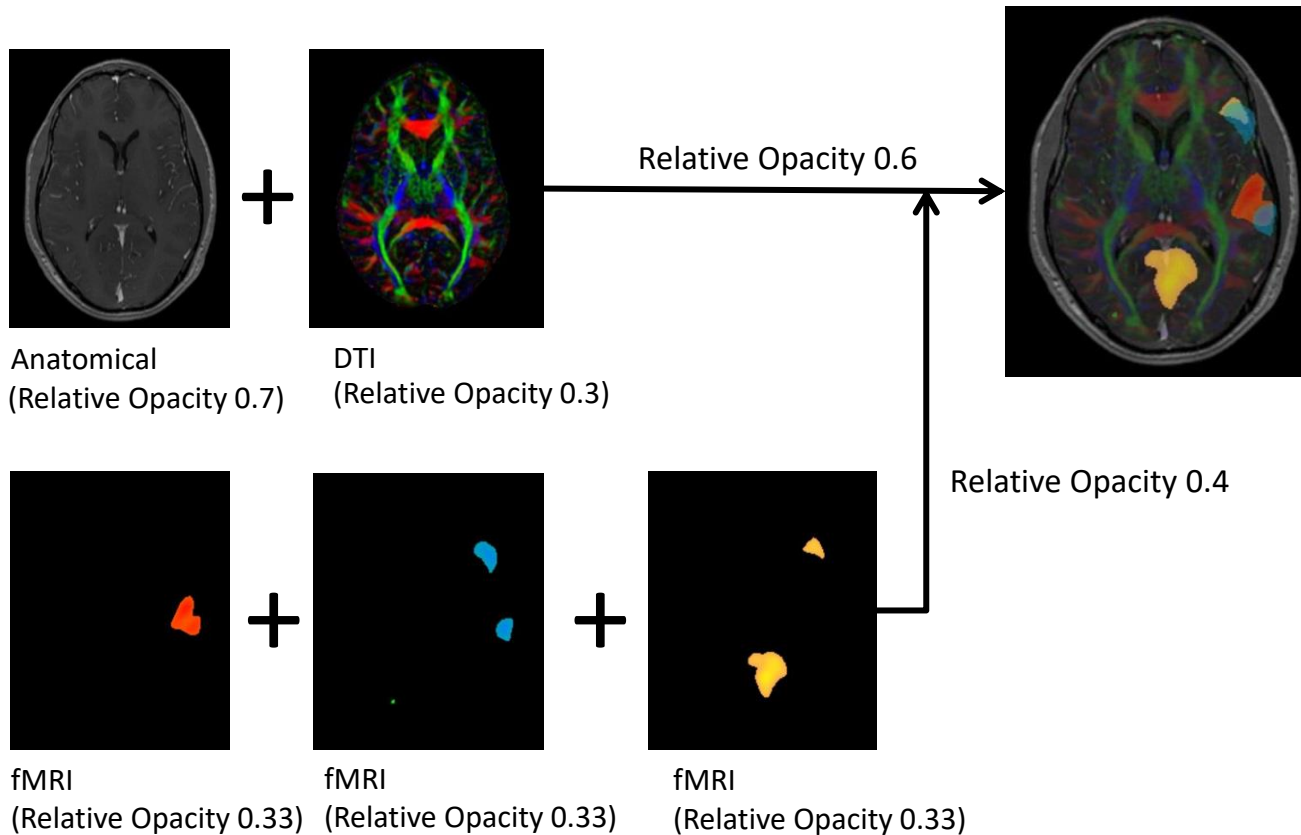 Relative Opacity 0.6
Anatomical
(Relative Opacity 0.7)
DTI
(Relative Opacity 0.3)
Relative Opacity 0.4
fMRI
(Relative Opacity 0.33)
fMRI
(Relative Opacity 0.33)
fMRI
(Relative Opacity 0.33)